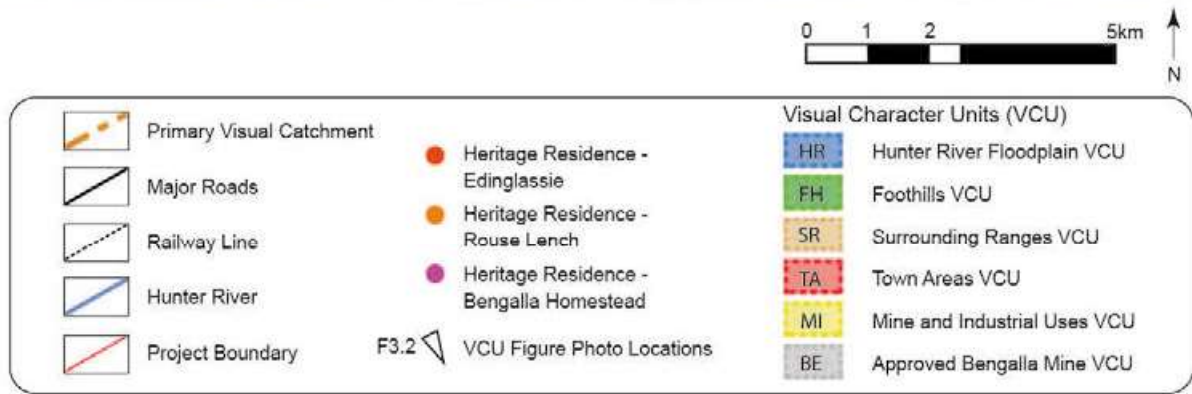 0 1 2 5km
N
Primary Visual Catchment
Major Roads
Railway Line
Hunter River
Project Boundary
Heritage Residence -
Edinglassie
Heritage Residence -
Rouse Lench
Heritage Residence -
Bengalla Homestead
F3.2 VCU Figure Photo Locations
Visual Character Units (VCU)
HR Hunter River Floodplain VCU
FH Foothills VCU
SR Surrounding Ranges VCU
TA Town Areas VCU
MI Mine and Industrial Uses VCU
BE Approved Bengalla Mine VCU